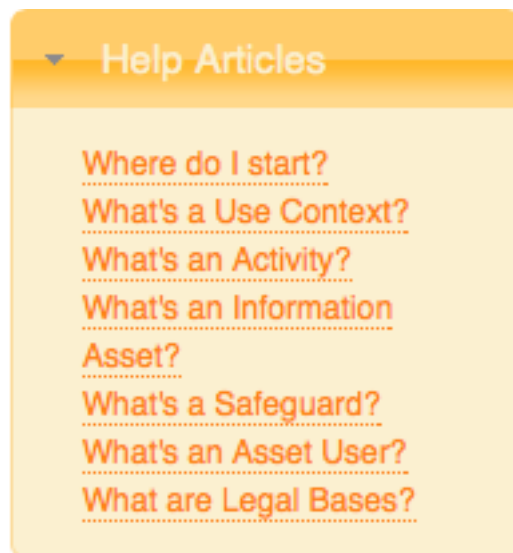 Help Articles
Where do I start?
What's a Use Context?
What's an Activity?
What's an Information
Asset?
What's a Safeguard?
What's an Asset User?
What are Legal Bases?